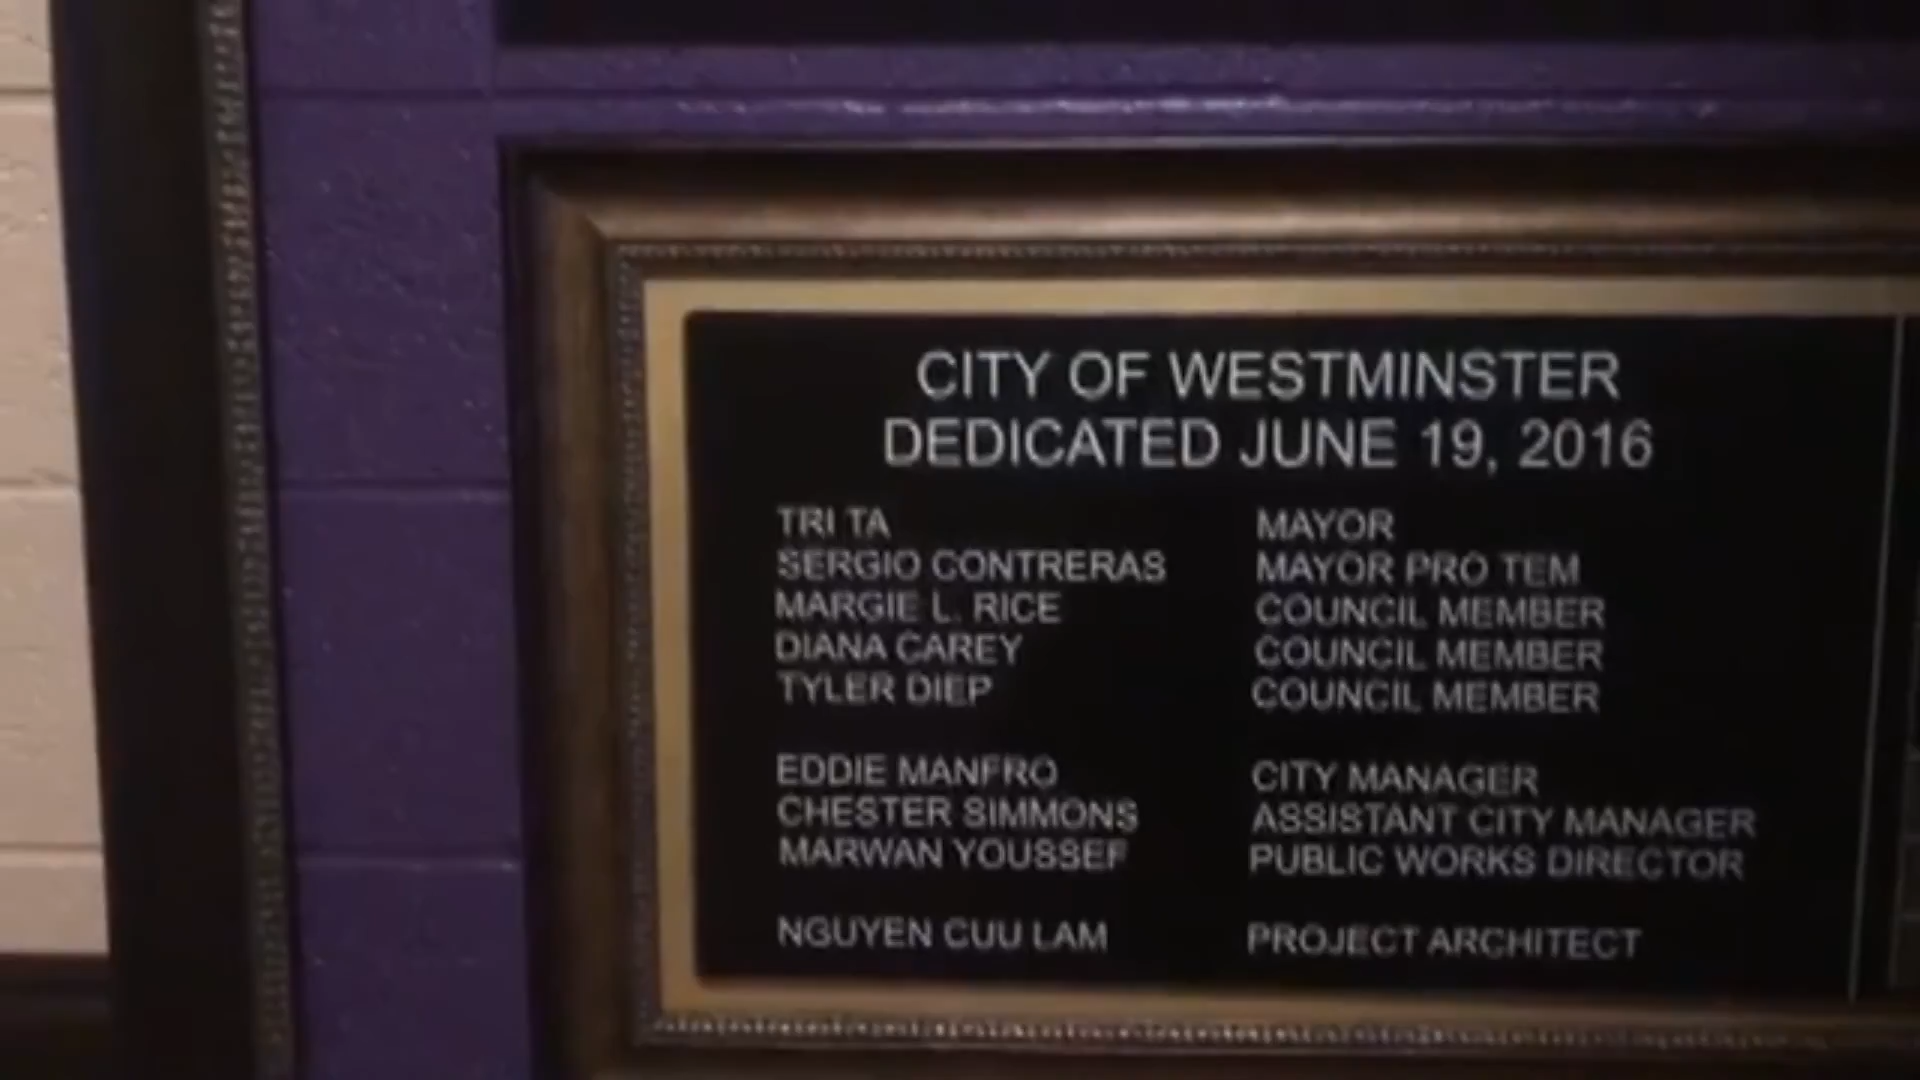 CITY OF WESTMINSTER
DEDICATED JUNE 19, 2016
TRI TA MAYOR
SERGIO CONTRERAS MAYOR PRO TEM
MARGIE L. RICE COUNCIL MEMBER
DIANA CAREY COUNCIL MEMBER
TYLER DIEP COUNCIL MEMBER
EDDIE MANFRO CITY MANAGER
CHESTER SIMMONS ASSISTANT CITY MANAGER
MARWAN YOUSSEF PUBLIC WORKS DIRECTOR
NGUYEN CUU LAM PROJECT ARCHITECT